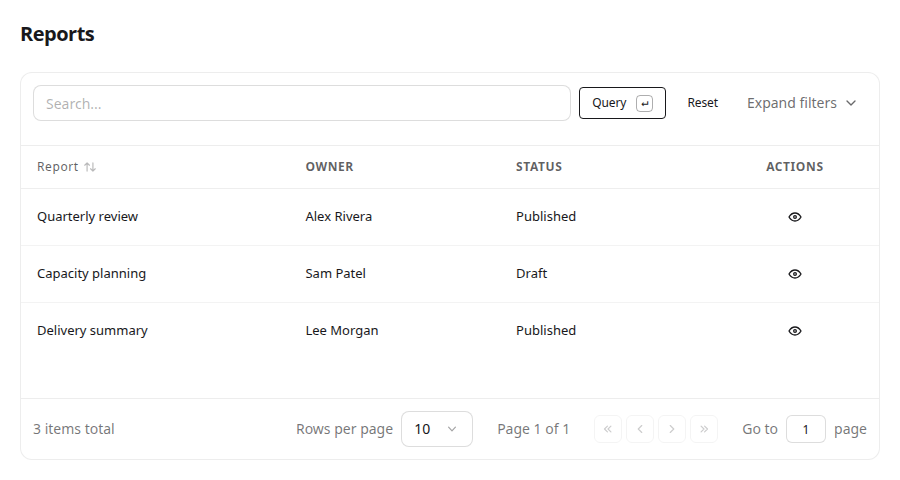 Reports
Search...
Query ↵ Reset Expand filters
Report OWNER STATUS ACTIONS
Quarterly review Alex Rivera Published
Capacity planning Sam Patel Draft
Delivery summary Lee Morgan Published
3 items total Rows per page 10 Page 1 of 1 « ‹ › » Go to 1 page